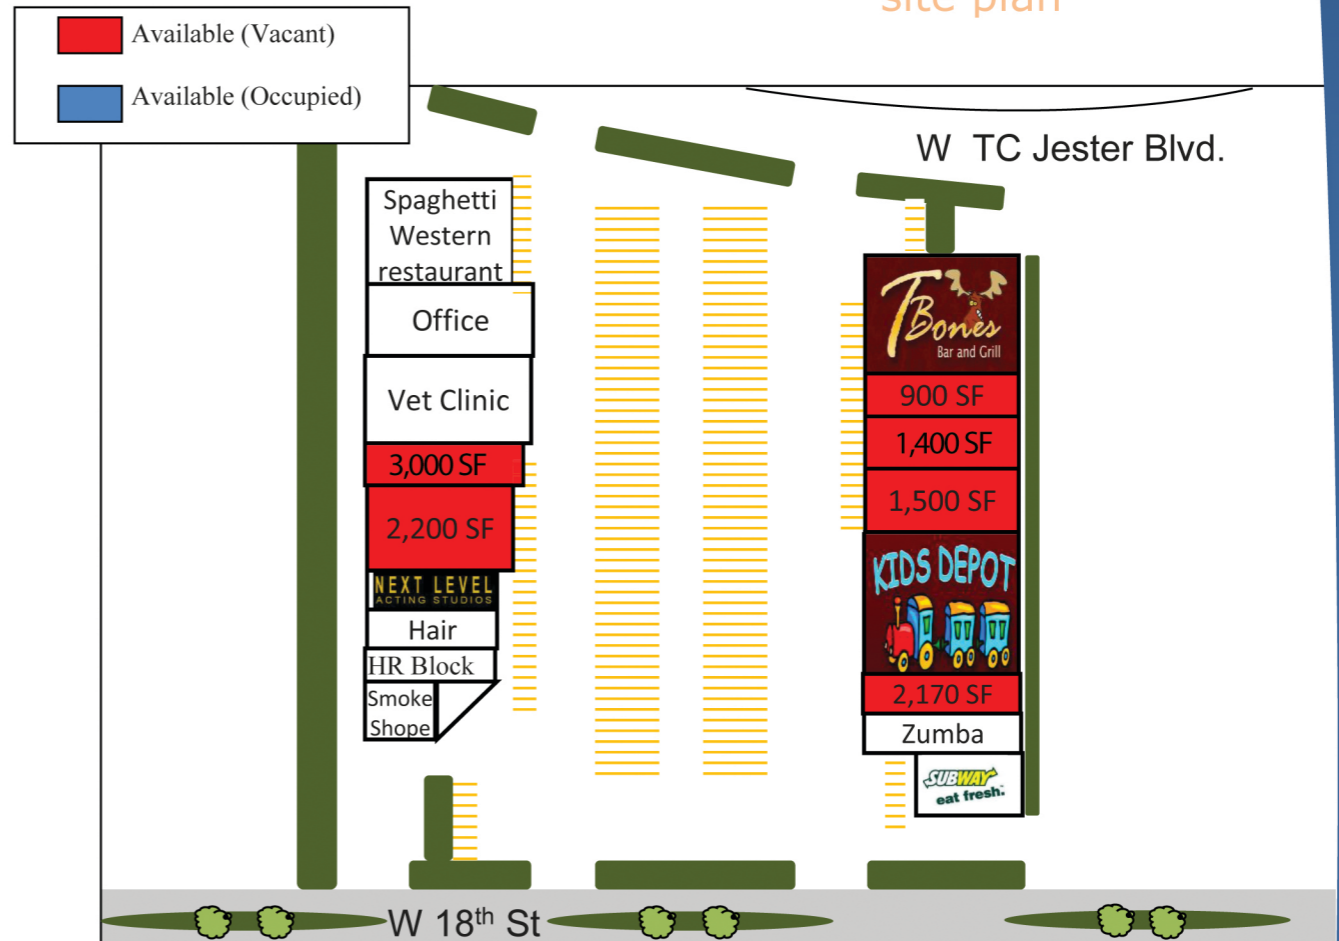 site plan
Available (Vacant)
Available (Occupied)
W TC Jester Blvd.
Spaghetti
Western
restaurant
Office
Vet Clinic
3,000 SF
2,200 SF
NEXT LEVEL
ACTING STUDIOS
Hair
HR Block
Smoke
Shope
T Bones
Bar and Grill
900 SF
1,400 SF
1,500 SF
KIDS DEPOT
2,170 SF
Zumba
SUBWAY
eat fresh.
W 18th St